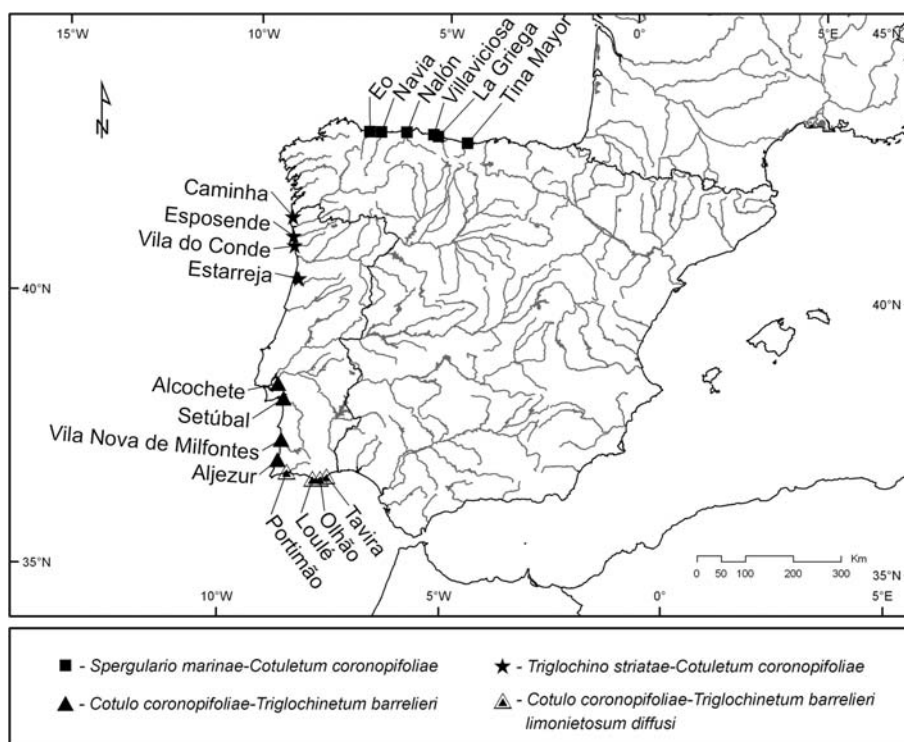 15°W 10°W 5°W 0° 5°E 45°N
N
Eo
Navia
Nalón
Villaviciosa
La Griega
Tina Mayor
Caminha
Esposende
Vila do Conde
Estarreja
40°N 40°N
Alcochete
Setúbal
Vila Nova de Milfontes
Aljezur
Portimão
Loulé
Olhão
Tavira
35°N 35°N
Km
0 50 100 200 300
10°W 5°W 0° 5°E
- Spergulario marinae-Cotuletum coronopifoliae
- Triglochino striatae-Cotuletum coronopifoliae
- Cotulo coronopifoliae-Triglochinetum barrelieri
- Cotulo coronopifoliae-Triglochinetum barrelieri
limonietosum diffusi